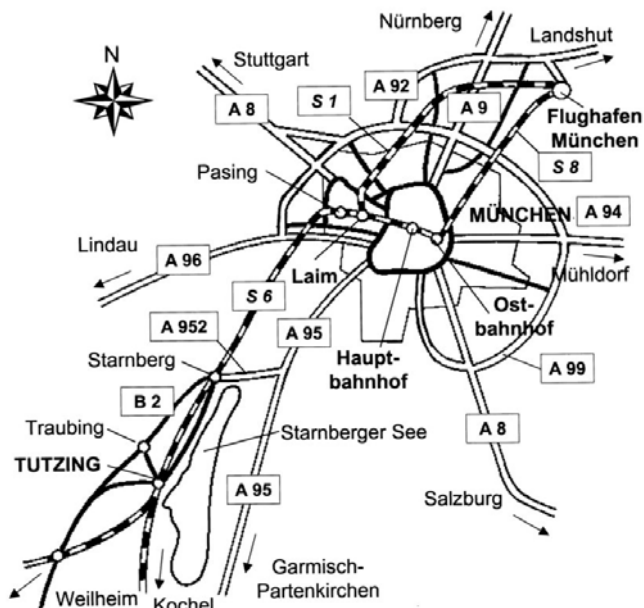 Nürnberg
Landshut
N
Stuttgart
A 92
A 8
S 1
A 9
Flughafen
München
Pasing
S 8
MÜNCHEN
A 94
Lindau
A 96
Laim
Mühldorf
S 6
Ost-
bahnhof
A 952
A 95
Haupt-
bahnhof
Starnberg
A 99
B 2
Traubing
Starnberger See
A 8
TUTZING
A 95
Salzburg
Garmisch-
Partenkirchen
Weilheim
Kochel